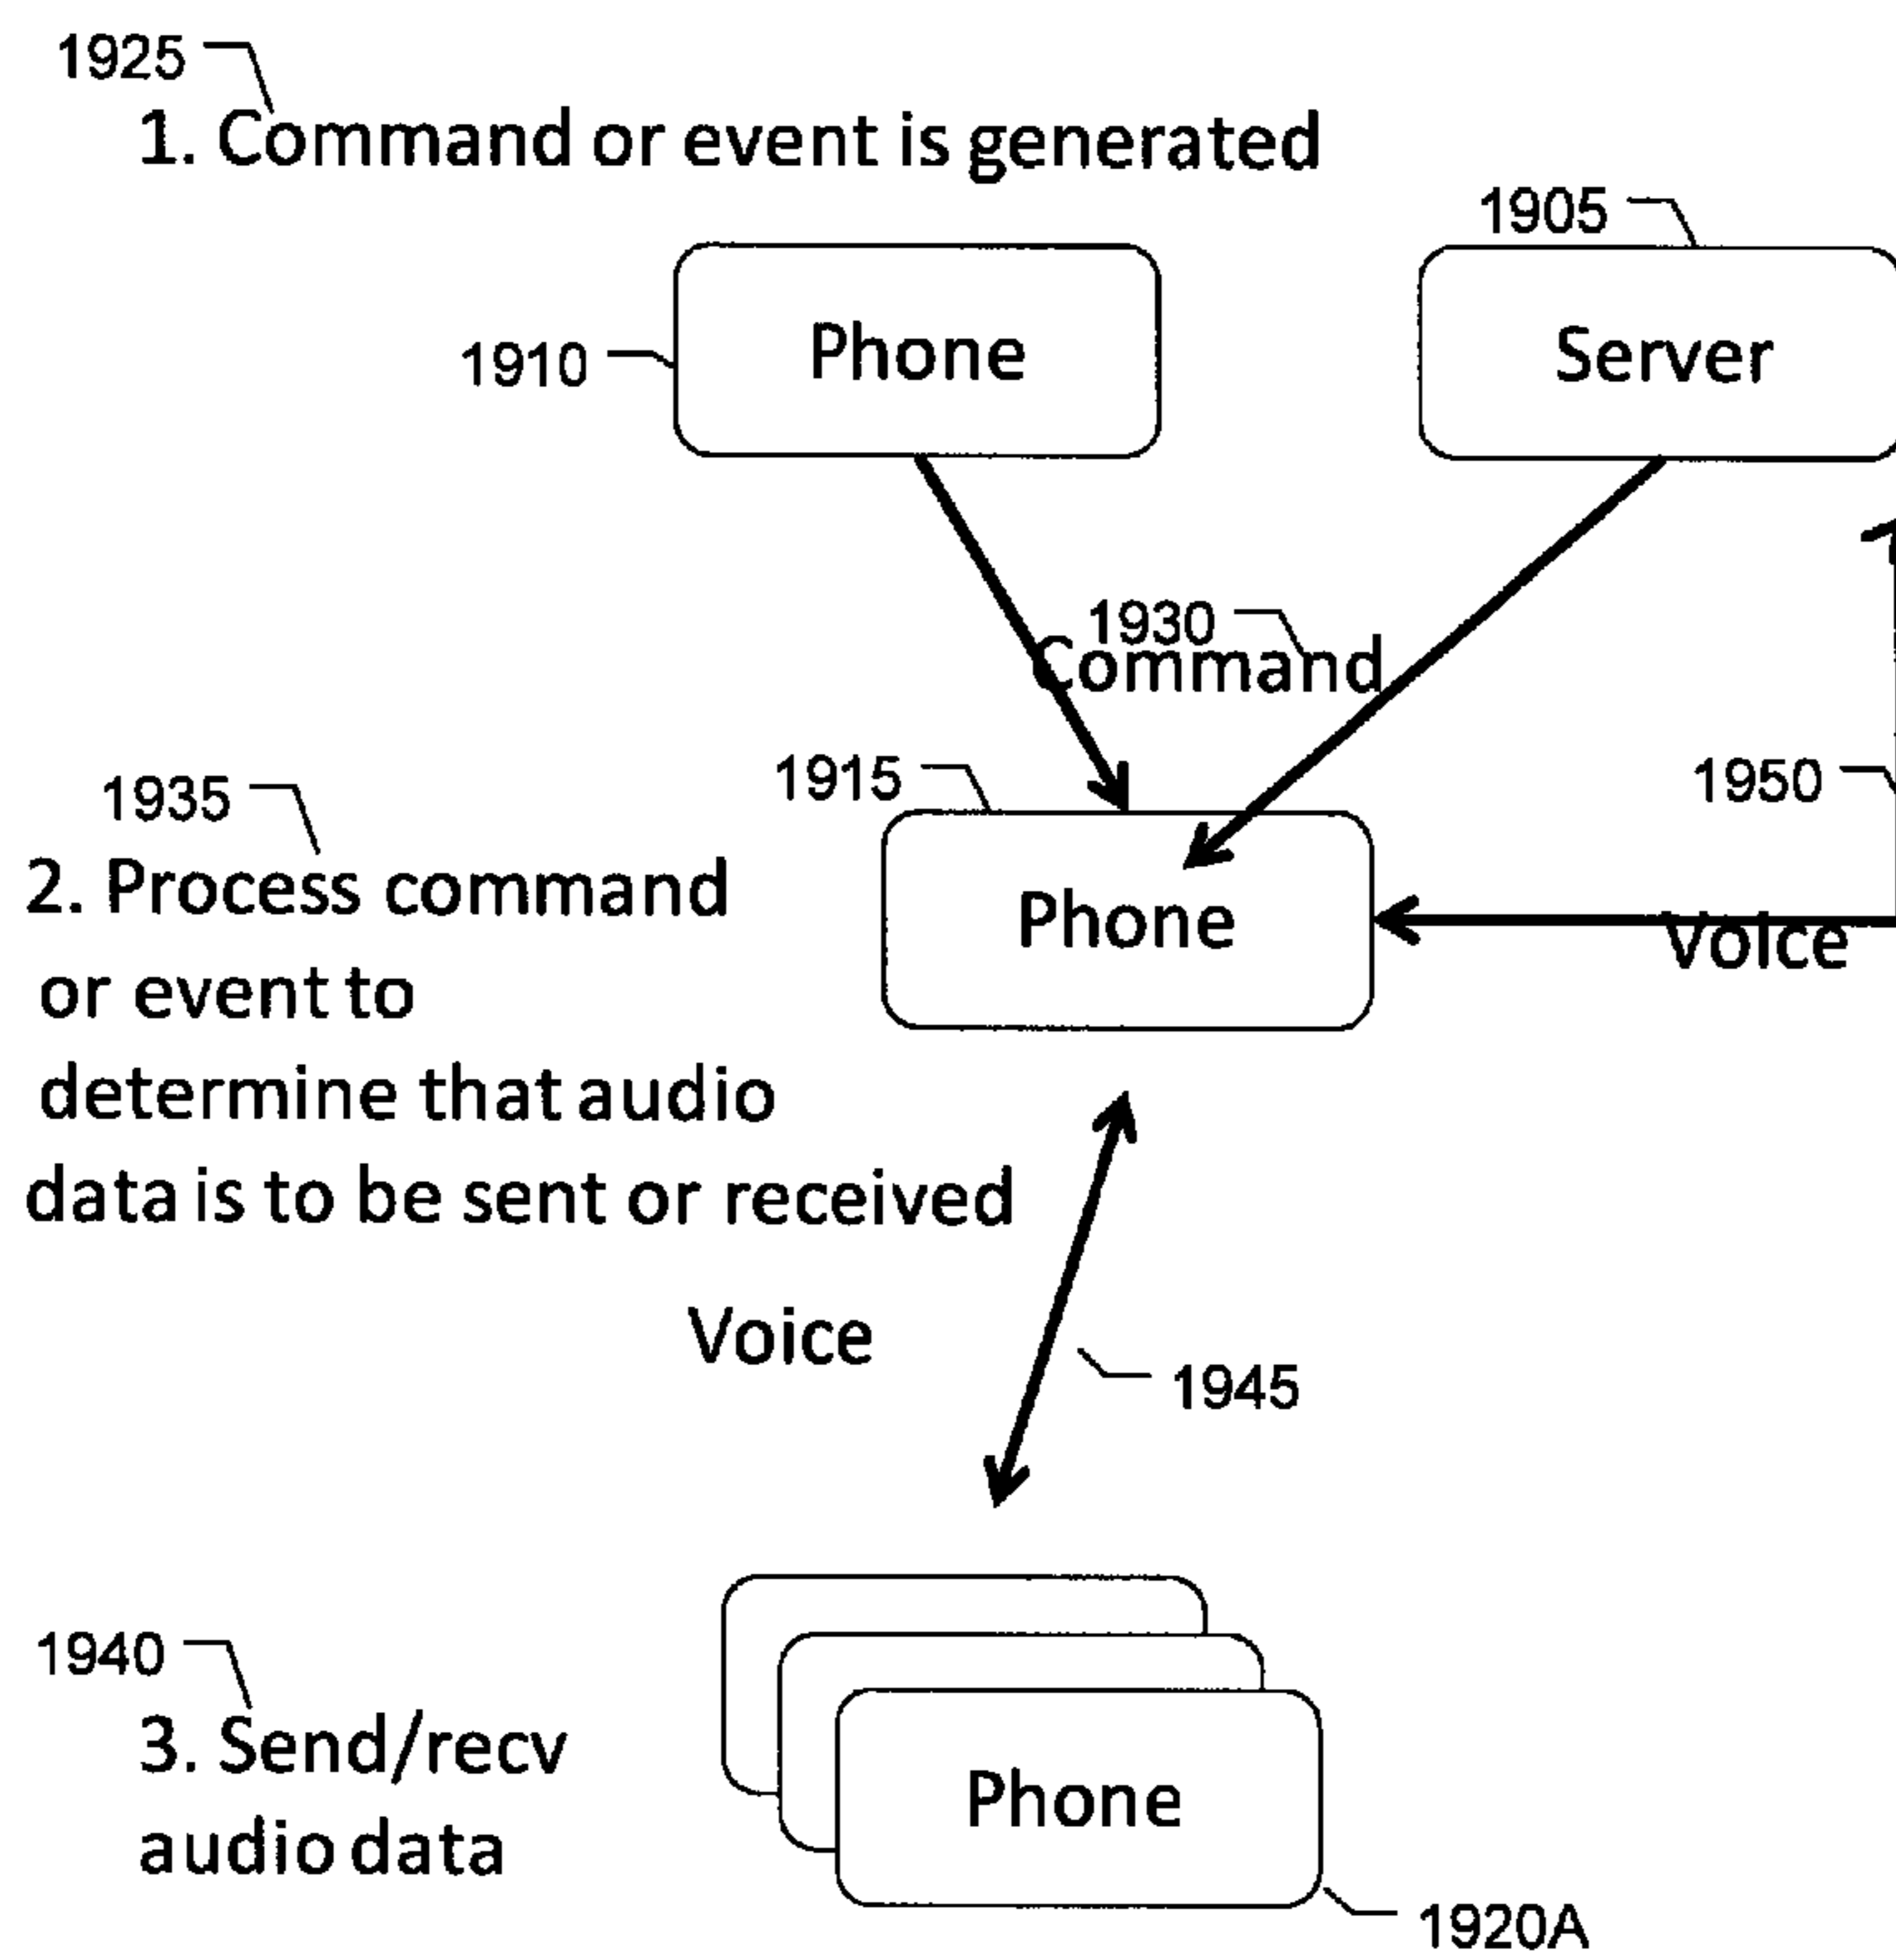 1925
1. Command or event is generated
1905
1910
Phone
Server
1930
Command
1915
1950
1935
2. Process command
or event to
determine that audio
data is to be sent or received
Phone
Voice
Voice
1945
1940
3. Send/recv
audio data
Phone
1920A